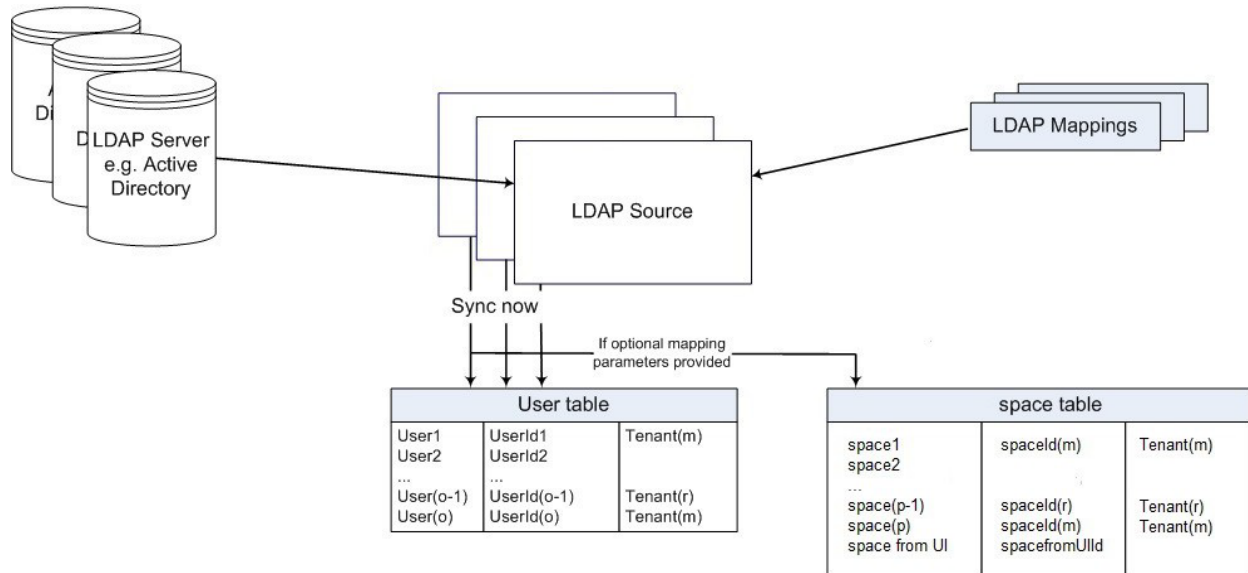 A
Di
D
LDAP Server
e.g. Active
Directory
LDAP Source
LDAP Mappings
Sync now
If optional mapping
parameters provided
User table
User1 UserId1 Tenant(m)
User2 UserId2
... ...
User(o-1) UserId(o-1) Tenant(r)
User(o) UserId(o) Tenant(m)
space table
space1 spaceId(m) Tenant(m)
space2
...
space(p-1) spaceId(r) Tenant(r)
space(p) spaceId(m) Tenant(m)
space from UI spacefromUIId